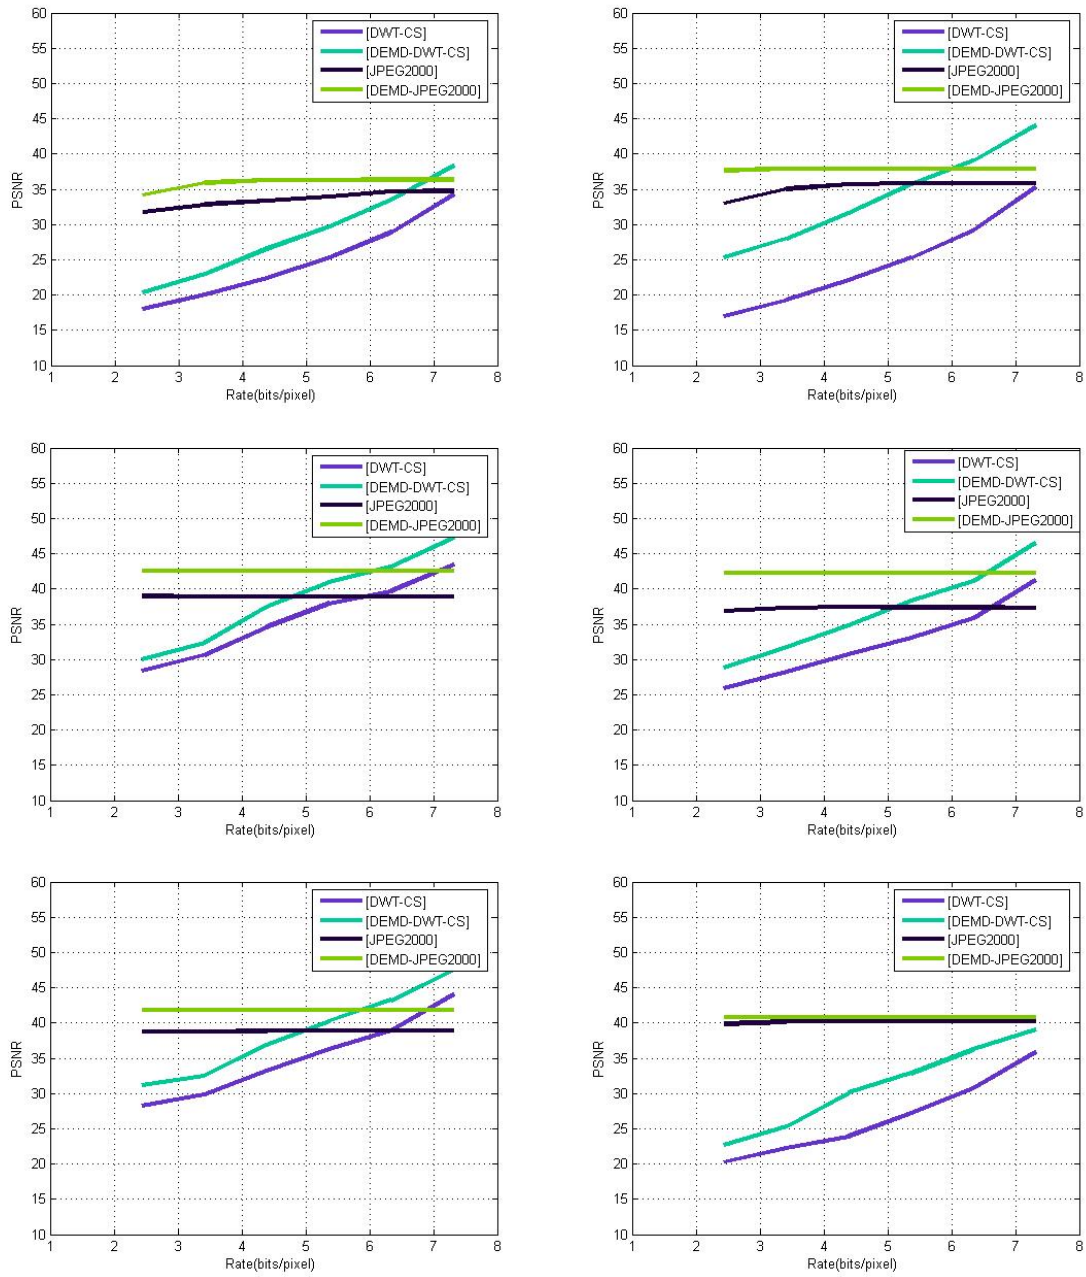 60
55
50
45
40
35
30
25
20
15
10
PSNR
1 2 3 4 5 6 7 8
Rate(bits/pixel)
[DWT-CS]
[DEMD-DWT-CS]
[JPEG2000]
[DEMD-JPEG2000]
60
55
50
45
40
35
30
25
20
15
10
PSNR
1 2 3 4 5 6 7 8
Rate(bits/pixel)
[DWT-CS]
[DEMD-DWT-CS]
[JPEG2000]
[DEMD-JPEG2000]
60
55
50
45
40
35
30
25
20
15
10
PSNR
1 2 3 4 5 6 7 8
Rate(bits/pixel)
[DWT-CS]
[DEMD-DWT-CS]
[JPEG2000]
[DEMD-JPEG2000]
60
55
50
45
40
35
30
25
20
15
10
PSNR
1 2 3 4 5 6 7 8
Rate(bits/pixel)
[DWT-CS]
[DEMD-DWT-CS]
[JPEG2000]
[DEMD-JPEG2000]
60
55
50
45
40
35
30
25
20
15
10
PSNR
1 2 3 4 5 6 7 8
Rate(bits/pixel)
[DWT-CS]
[DEMD-DWT-CS]
[JPEG2000]
[DEMD-JPEG2000]
60
55
50
45
40
35
30
25
20
15
10
PSNR
1 2 3 4 5 6 7 8
Rate(bits/pixel)
[DWT-CS]
[DEMD-DWT-CS]
[JPEG2000]
[DEMD-JPEG2000]